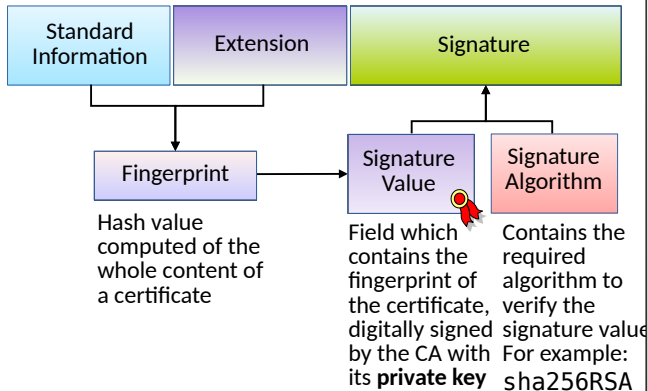 Standard
Information
Extension
Signature
Fingerprint
Signature
Value
Signature
Algorithm
Hash value
computed of the
whole content of
a certificate
Field which
contains the
fingerprint of
the certificate,
digitally signed
by the CA with
its private key
Contains the
required
algorithm to
verify the
signature value
For example:
sha256RSA